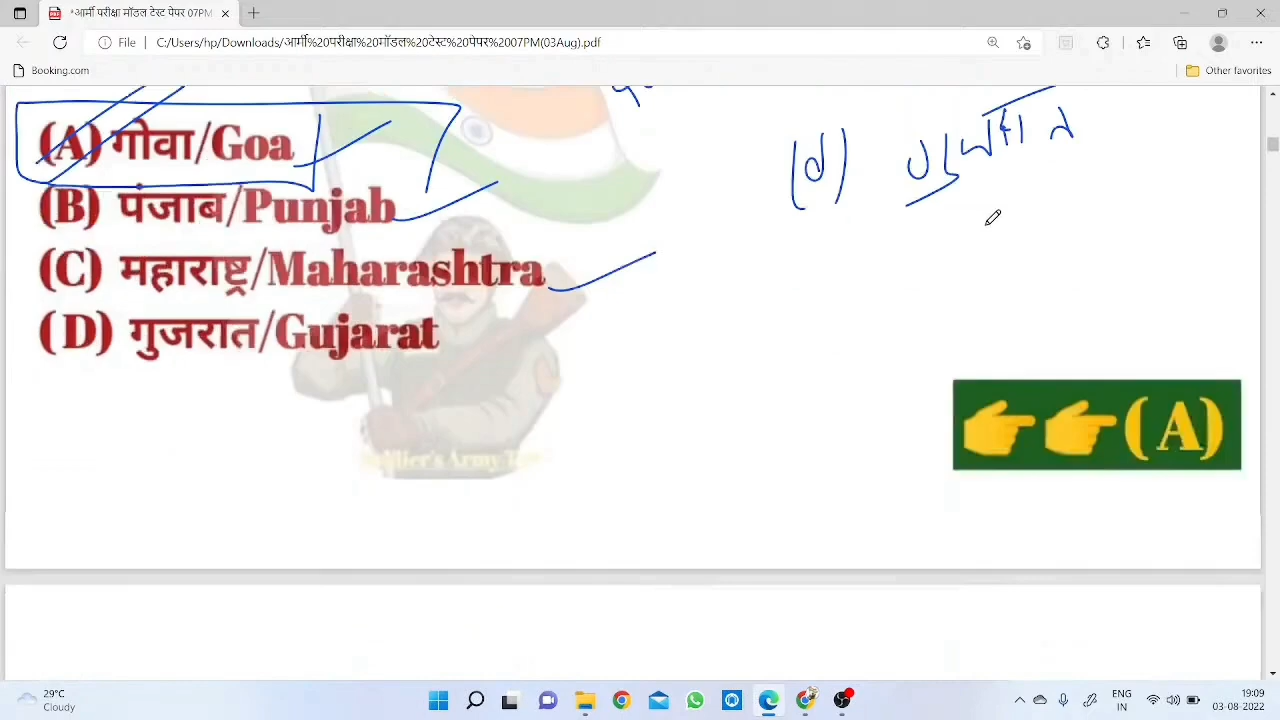 *आर्मी परीक्षा मॉडल टेस्ट पेपर 07PM
File C:/Users/hp/Downloads/आर्मी%20परीक्षा%20मॉडल%20टेस्ट%20पेपर%2007PM(03Aug).pdf
Booking.com
Other favorites
(A) गोवा/Goa
(d)
(B) पंजाब/Punjab
(C) महाराष्ट्र/Maharashtra
(D) गुजरात/Gujarat
(A)
29°C
Cloudy
ENG
IN
19:09
03-08-2022